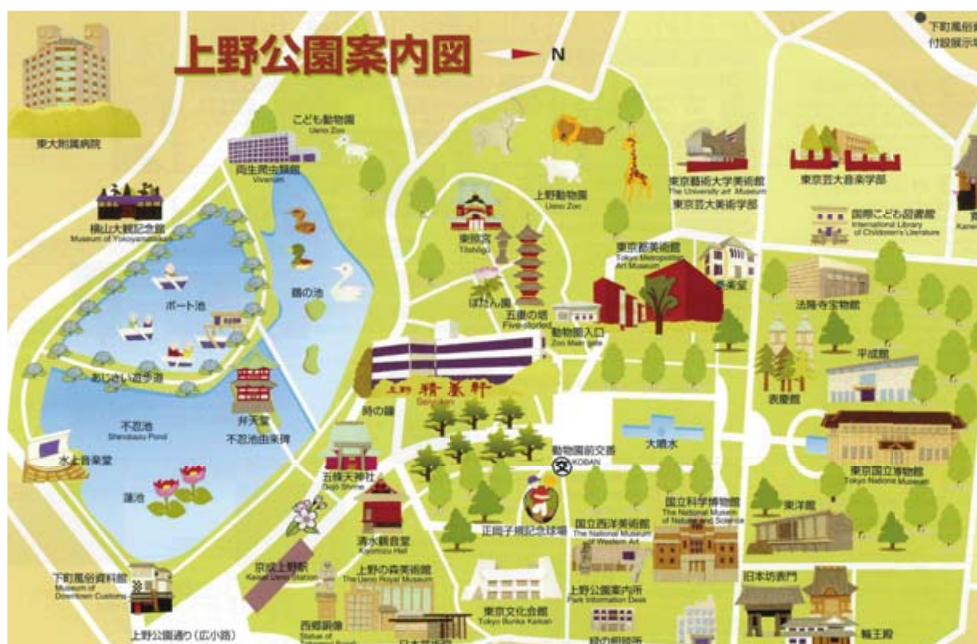 上野公園案内図
N
下町風俗資
付設展示場
東大附属病院
こども動物園
Ueno Zoo
両生爬虫類館
Vivarium
上野動物園
Ueno Zoo
東京藝術大学美術館
The University art Museum
東京芸大美術学部
東京芸大音楽学部
国際こども図書館
International Library
of Children's Literature
横山大観記念館
Museum of Yokoyamataikan
東照宮
Tōshōgū
東京都美術館
Tokyo Metropolitan
Art Museum
奏楽堂
法隆寺宝物館
ボート池
鵜の池
ぼたん園
五重の塔
Five-storied
動物園入口
Zoo Main gate
平成館
表慶館
あじさい遊歩道
上野 精養軒
Seiyoken
時の鐘
不忍池
Shinobazu Pond
弁天堂
不忍池由来碑
水上音楽堂
大噴水
動物園前交番
KOBAN
東京国立博物館
Tokyo National Museum
蓮池
五條天神社
Gojō Shrine
清水観音堂
Kiyomizu Hall
正岡子規記念球場
国立西洋美術館
The National Museum
of Western Art
国立科学博物館
The National Museum
of Nature and Science
東洋館
下町風俗資料館
Museum of
Downtown Customs
京成上野駅
Keisei Ueno Station
上野の森美術館
The Ueno Royal Museum
東京文化会館
Tokyo Bunka Kaikan
上野公園案内所
Park Information Desk
旧本坊表門
上野公園通り(広小路)
西郷銅像
Statue of
日本芸術院
緑の相談所
輪王殿